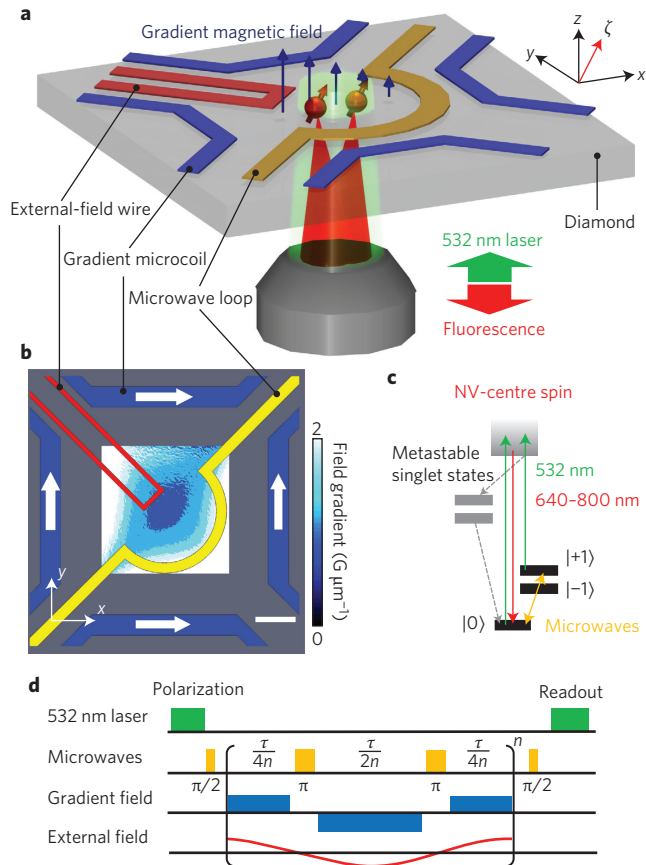 a
Gradient magnetic field
z
ζ
y
x
External-field wire
Gradient microcoil
Microwave loop
Diamond
532 nm laser
Fluorescence
b
2
Field gradient (G μm⁻¹)
0
y
x
c
NV-centre spin
Metastable
singlet states
532 nm
640–800 nm
|+1⟩
|−1⟩
|0⟩
Microwaves
d
Polarization
Readout
532 nm laser
Microwaves
π/2
τ/4n
π
τ/2n
π
τ/4n
n
π/2
Gradient field
External field